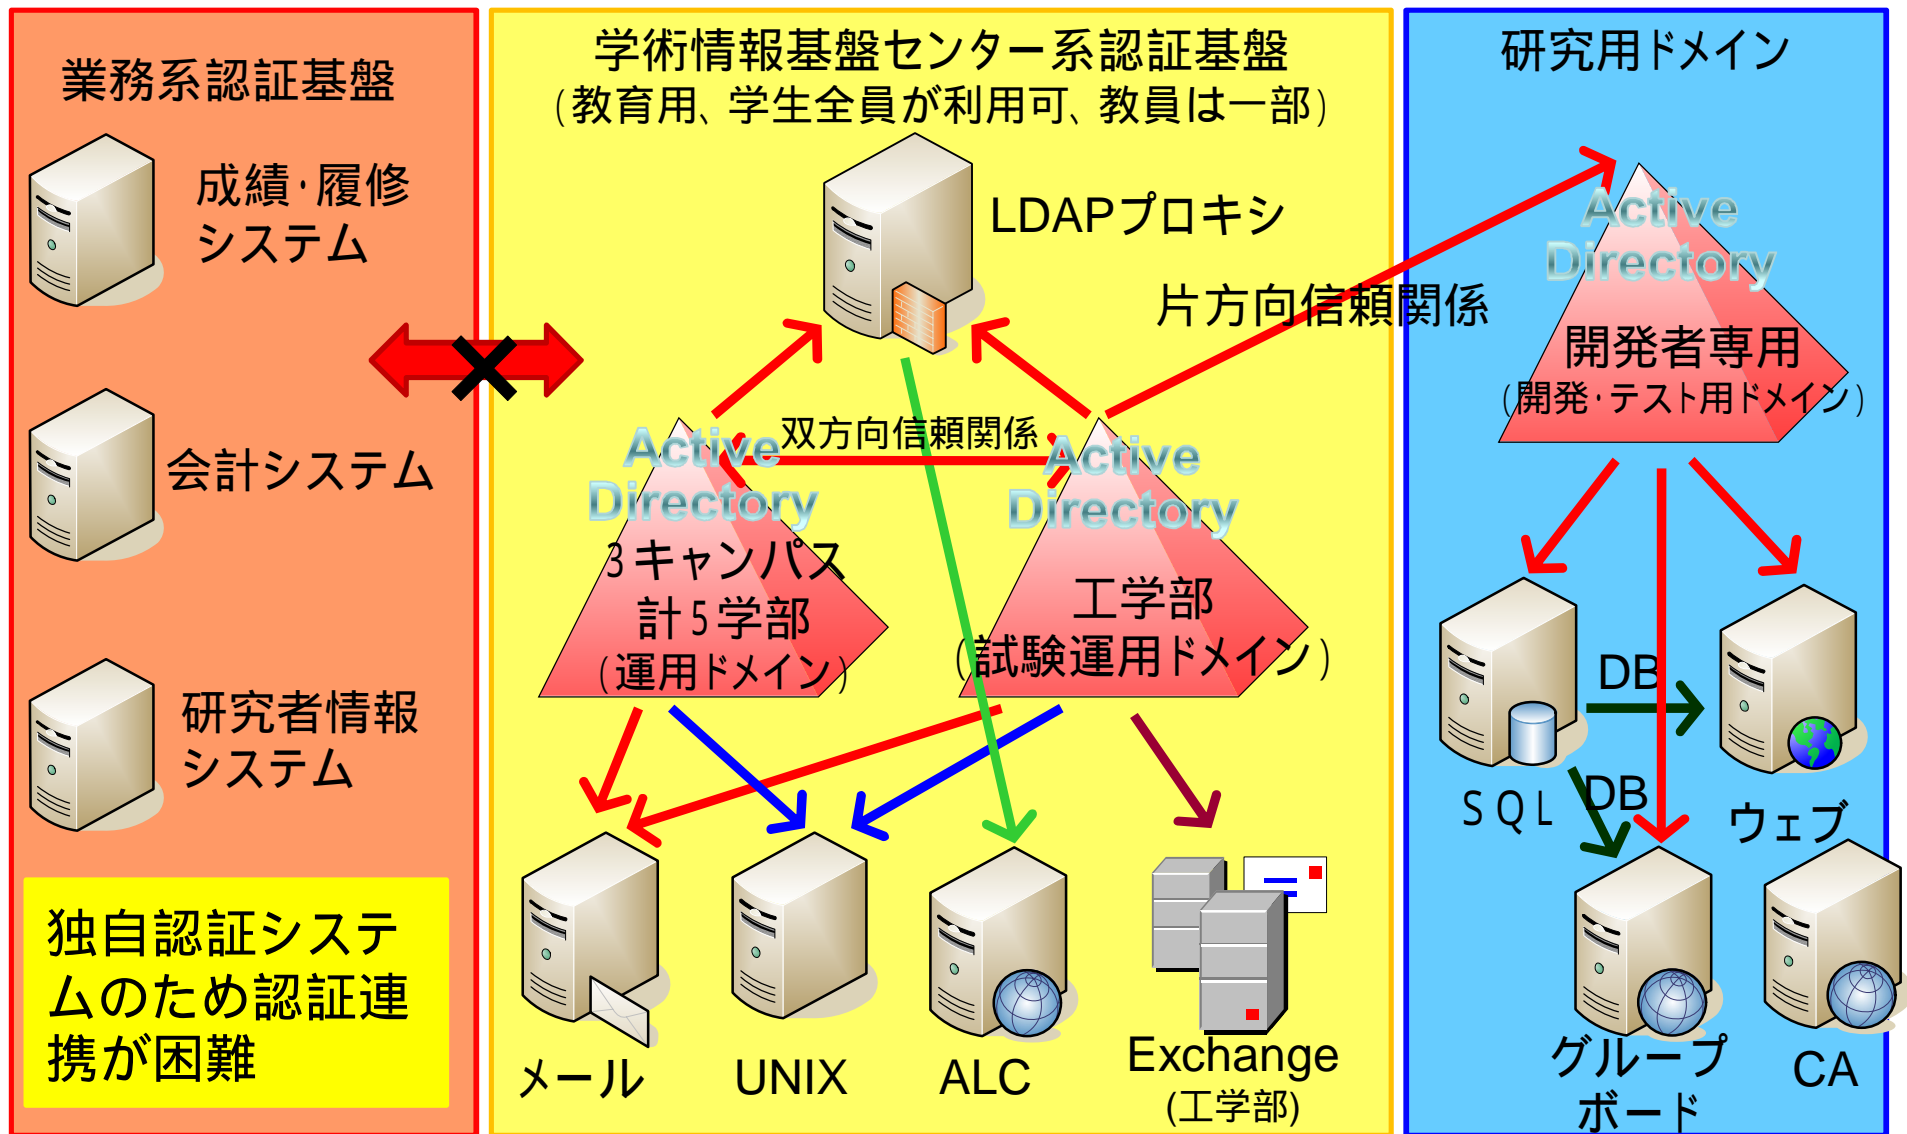 業務系認証基盤
成績・履修
システム
会計システム
研究者情報
システム
独自認証システ
ムのため認証連
携が困難
学術情報基盤センター系認証基盤
(教育用、学生全員が利用可、教員は一部)
LDAPプロキシ
片方向信頼関係
双方向信頼関係
Active
Directory
3キャンパス
計5学部
(運用ドメイン)
Active
Directory
工学部
(試験運用ドメイン)
メール
UNIX
ALC
Exchange
(工学部)
研究用ドメイン
Active
Directory
開発者専用
(開発・テスト用ドメイン)
DB
DB
SQL
ウェブ
グループ
ボード
CA